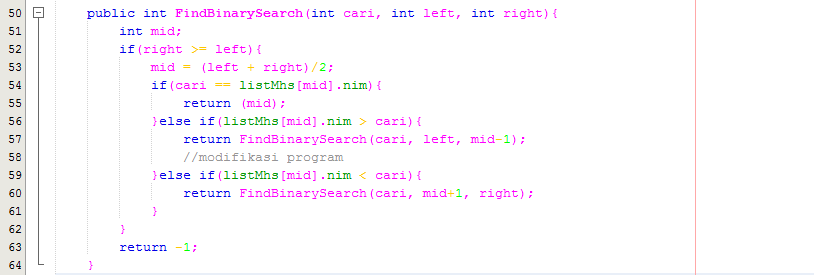 50 public int FindBinarySearch(int cari, int left, int right){
51 int mid;
52 if(right >= left){
53 mid = (left + right)/2;
54 if(cari == listMhs[mid].nim){
55 return (mid);
56 }else if(listMhs[mid].nim > cari){
57 return FindBinarySearch(cari, left, mid-1);
58 //modifikasi program
59 }else if(listMhs[mid].nim < cari){
60 return FindBinarySearch(cari, mid+1, right);
61 }
62 }
63 return -1;
64 }